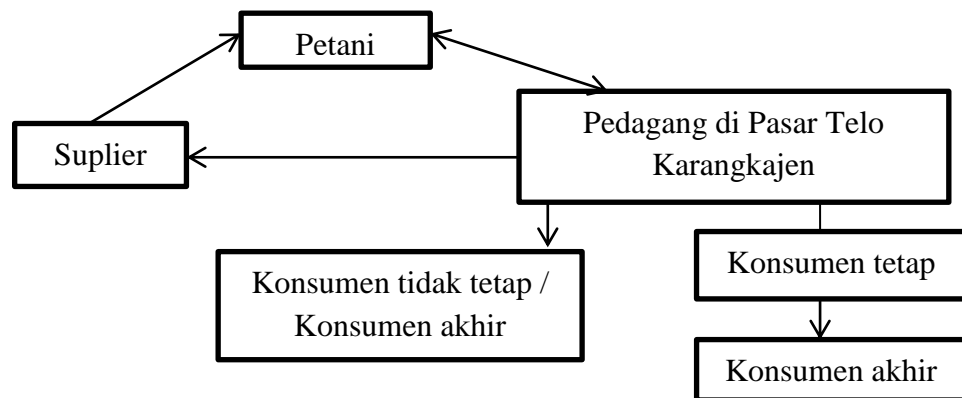 Petani
Pedagang di Pasar Telo
Karangkajen
Suplier
Konsumen tidak tetap /
Konsumen akhir
Konsumen tetap
Konsumen akhir